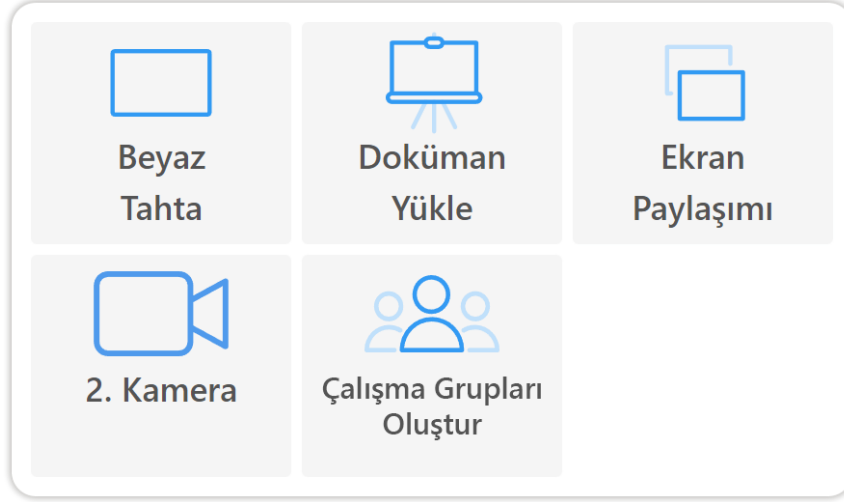 Beyaz
Tahta
Doküman
Yükle
Ekran
Paylaşımı
2. Kamera
Çalışma Grupları
Oluştur